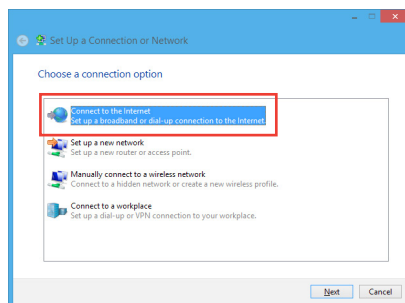 Set Up a Connection or Network
Choose a connection option
Connect to the Internet
Set up a broadband or dial-up connection to the Internet.
Set up a new network
Set up a new router or access point.
Manually connect to a wireless network
Connect to a hidden network or create a new wireless profile.
Connect to a workplace
Set up a dial-up or VPN connection to your workplace.
Next Cancel